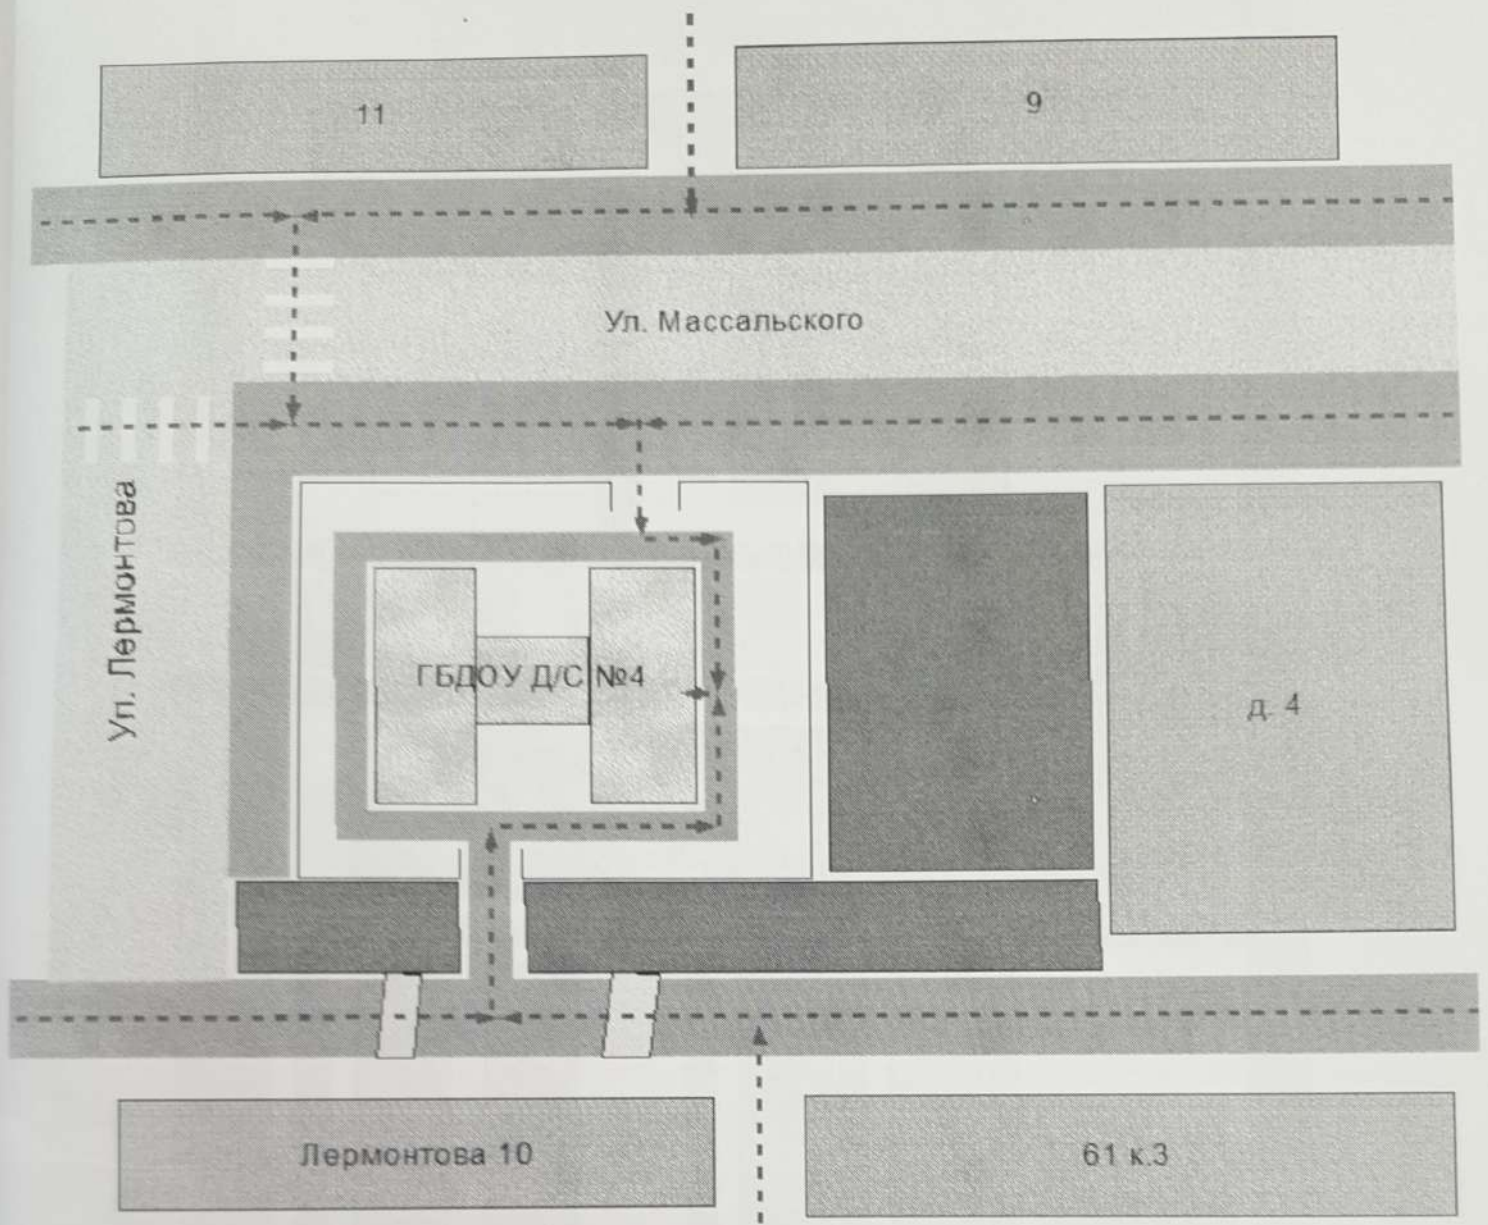 11
9
Ул. Массальского
Ул. Лермонтова
ГБДОУ Д/С №4
д. 4
Лермонтова 10
61 к.3